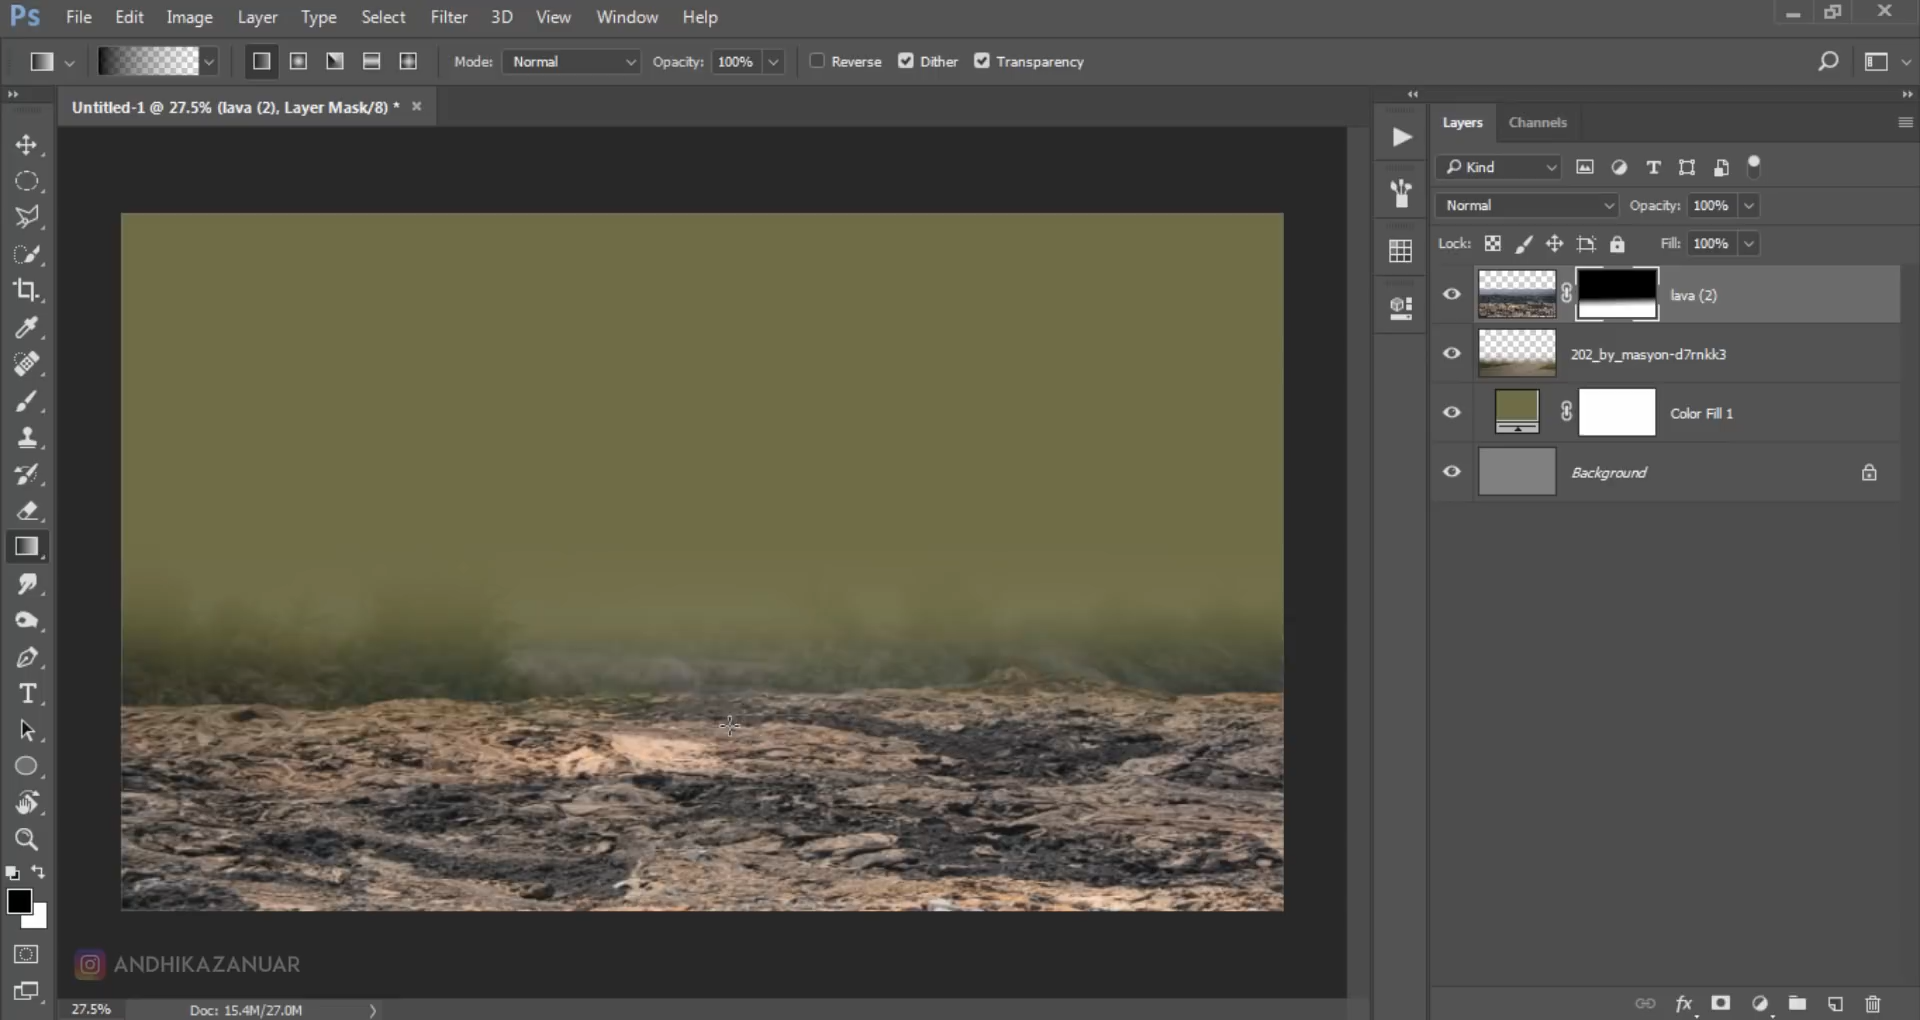 Ps File Edit Image Layer Type Select Filter 3D View Window Help
Mode: Normal Opacity: 100% Reverse Dither Transparency
Untitled-1 @ 27.5% (lava (2), Layer Mask/8) * ×
Layers Channels
Kind
Normal Opacity: 100%
Lock: Fill: 100%
lava (2)
202_by_masyon-d7rnkk3
Color Fill 1
Background
ANDHIKAZANUAR
27.5% Doc: 15.4M/27.0M